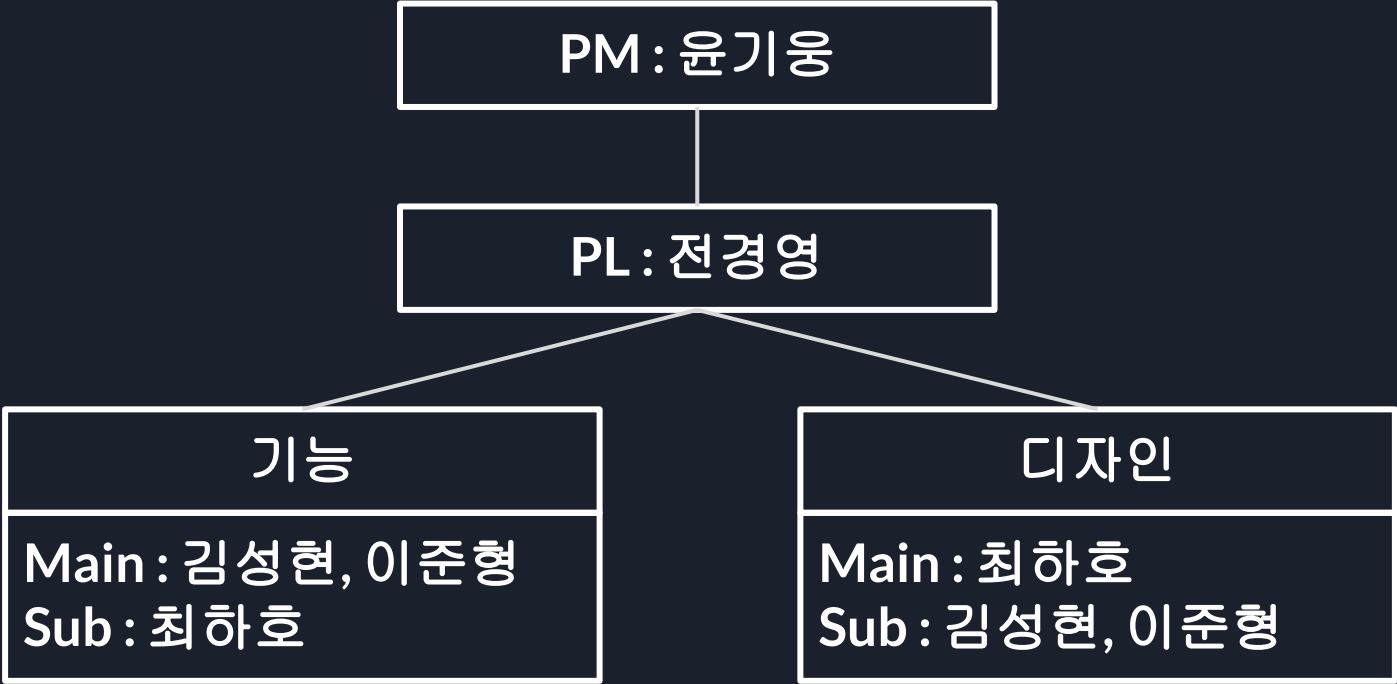 PM : 윤기웅
PL : 전경영
기능
Main : 김성현, 이준형
Sub : 최하호
디자인
Main : 최하호
Sub : 김성현, 이준형